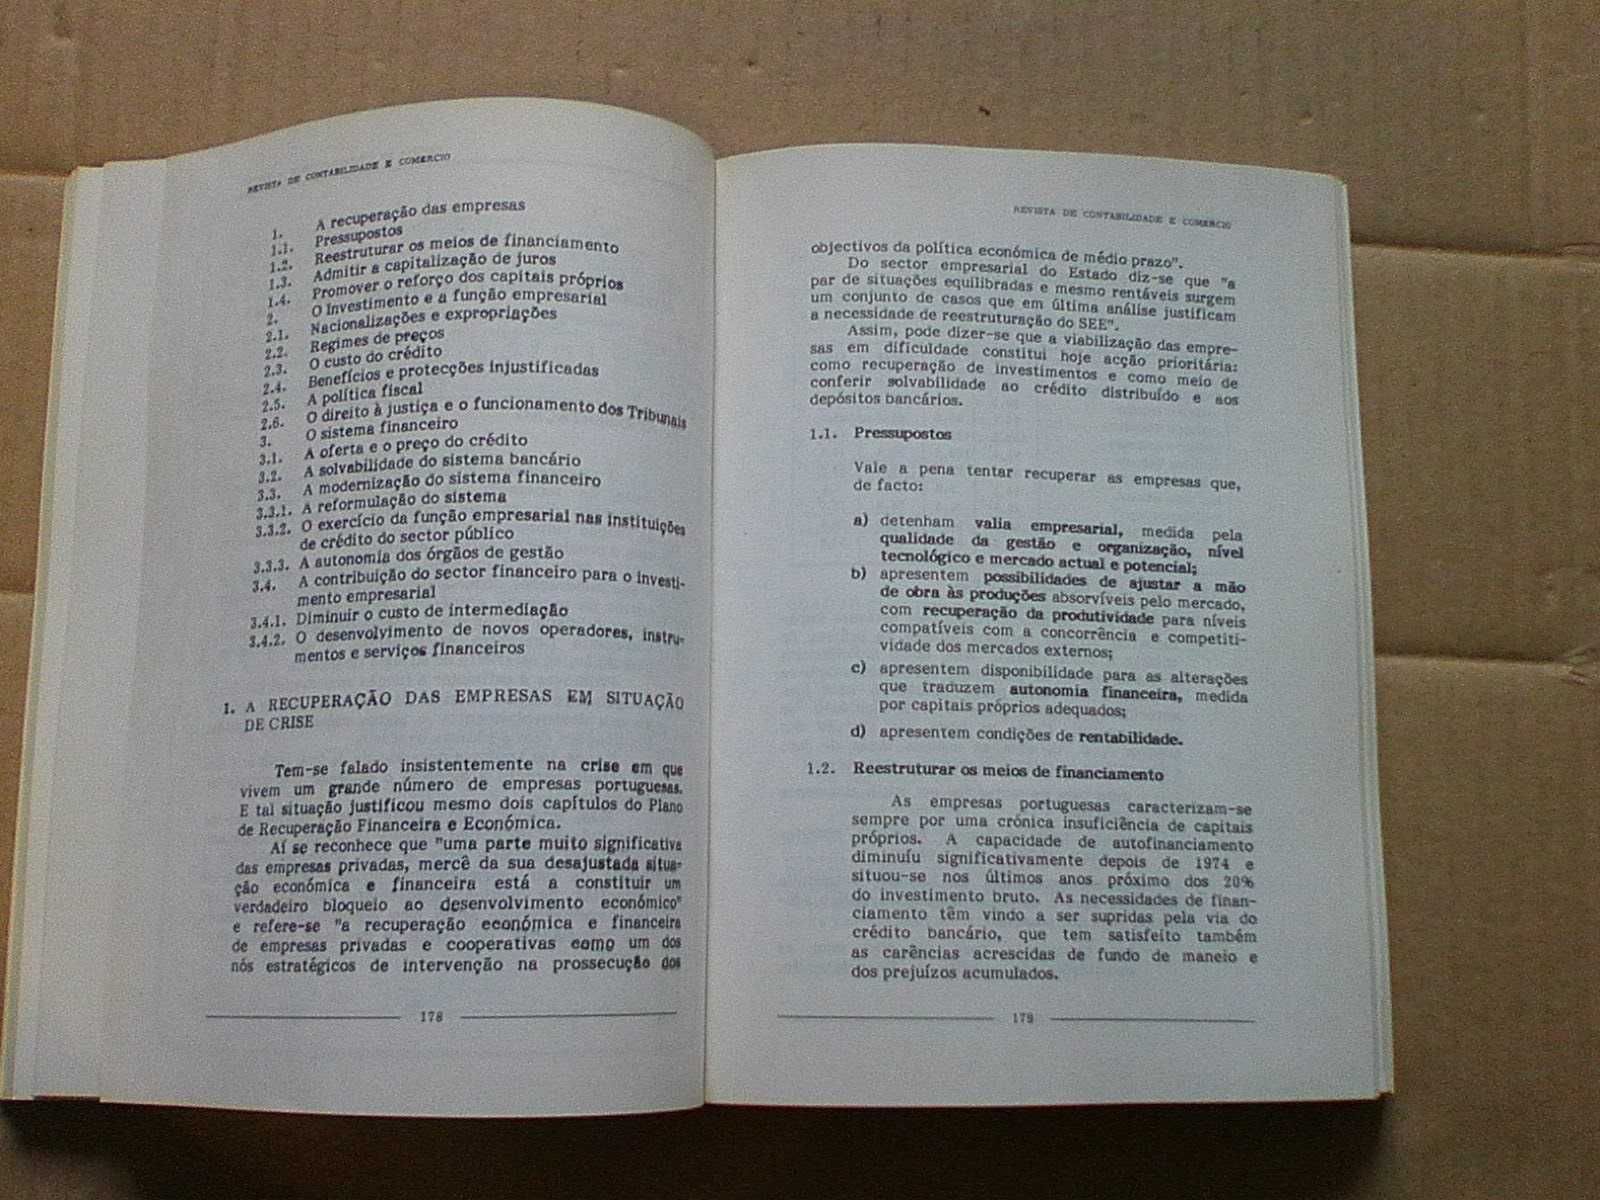 REVISTA DE CONTABILIDADE E COMERCIO
1. A recuperação das empresas
1.1. Pressupostos
1.2. Reestruturar os meios de financiamento
1.3. Admitir a capitalização de juros
1.4. Promover o reforço dos capitais próprios
2. O investimento e a função empresarial
2.1. Nacionalizações e expropriações
2.2. Regimes de preços
2.3. O custo do crédito
2.4. Benefícios e protecções injustificadas
2.5. A política fiscal
2.6. O direito à justiça e o funcionamento dos Tribunais
3. O sistema financeiro
3.1. A oferta e o preço do crédito
3.2. A solvabilidade do sistema bancário
3.3. A modernização do sistema financeiro
3.3.1. A reformulação do sistema
3.3.2. O exercício da função empresarial nas instituições
de crédito do sector público
3.3.3. A autonomia dos órgãos de gestão
3.4. A contribuição do sector financeiro para o investi-
mento empresarial
3.4.1. Diminuir o custo de intermediação
3.4.2. O desenvolvimento de novos operadores, instru-
mentos e serviços financeiros
1. A RECUPERAÇÃO DAS EMPRESAS EM SITUAÇÃO
DE CRISE
Tem-se falado insistentemente na crise em que
vivem um grande número de empresas portuguesas.
E tal situação justificou mesmo dois capítulos do Plano
de Recuperação Financeira e Económica.
Aí se reconhece que "uma parte muito significativa
das empresas privadas, mercê da sua desajustada situa-
ção económica e financeira está a constituir um
verdadeiro bloqueio ao desenvolvimento económico"
e refere-se "a recuperação económica e financeira
de empresas privadas e cooperativas como um dos
nós estratégicos de intervenção na prossecução dos
178
REVISTA DE CONTABILIDADE E COMERCIO
objectivos da política económica de médio prazo".
Do sector empresarial do Estado diz-se que "a
par de situações equilibradas e mesmo rentáveis surgem
um conjunto de casos que em última análise justificam
a necessidade de reestruturação do SEE".
Assim, pode dizer-se que a viabilização das empre-
sas em dificuldade constitui hoje acção prioritária:
como recuperação de investimentos e como meio de
conferir solvabilidade ao crédito distribuído e aos
depósitos bancários.
1.1. Pressupostos
Vale a pena tentar recuperar as empresas que,
de facto:
a) detenham valia empresarial, medida pela
qualidade da gestão e organização, nível
tecnológico e mercado actual e potencial;
b) apresentem possibilidades de ajustar a mão
de obra às produções absorvíveis pelo mercado,
com recuperação da produtividade para níveis
compatíveis com a concorrência e competiti-
vidade dos mercados externos;
c) apresentem disponibilidade para as alterações
que traduzem autonomia financeira, medida
por capitais próprios adequados;
d) apresentem condições de rentabilidade.
1.2. Reestruturar os meios de financiamento
As empresas portuguesas caracterizam-se
sempre por uma crónica insuficiência de capitais
próprios. A capacidade de autofinanciamento
diminuíu significativamente depois de 1974 e
situou-se nos últimos anos próximo dos 20%
do investimento bruto. As necessidades de finan-
ciamento têm vindo a ser supridas pela via do
crédito bancário, que tem satisfeito também
as carências acrescidas de fundo de maneio e
dos prejuízos acumulados.
179